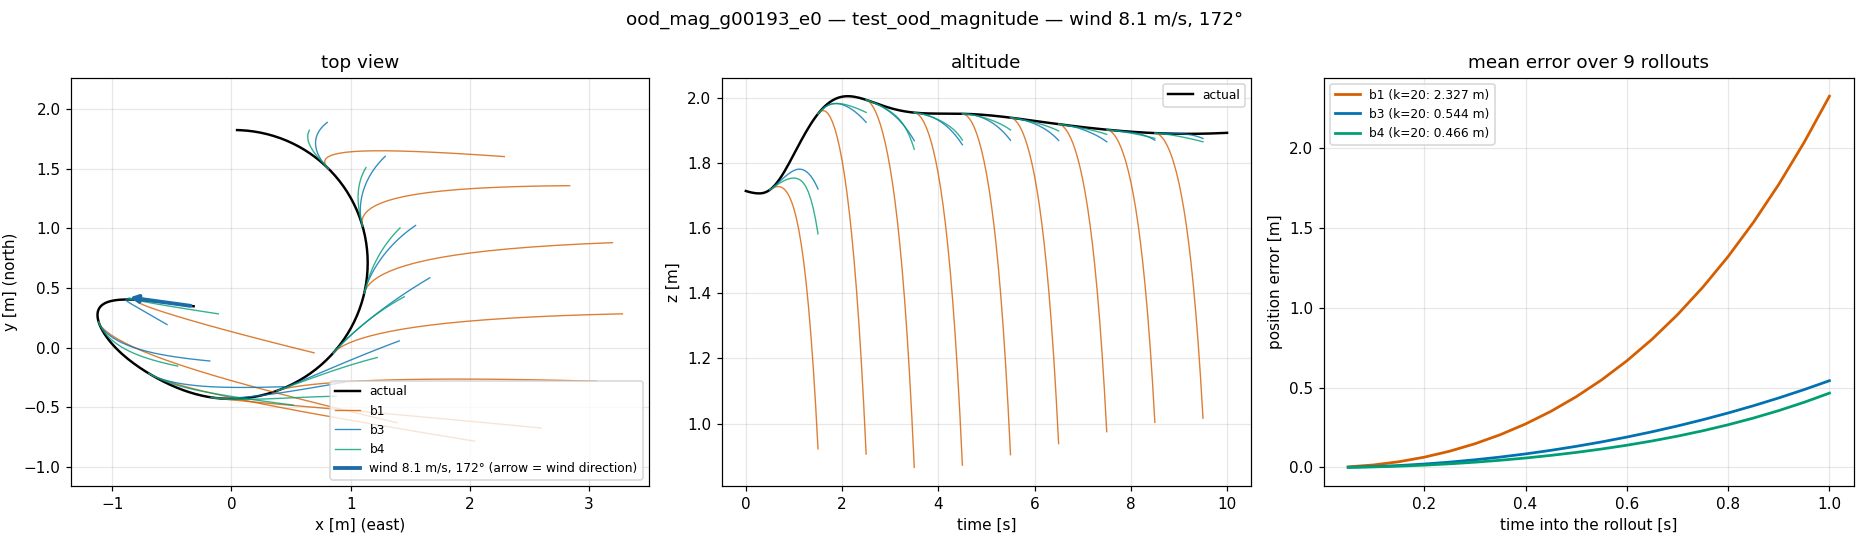 ood_mag_g00193_e0 — test_ood_magnitude — wind 8.1 m/s, 172°
top view
y [m] (north)
2.0
1.5
1.0
0.5
0.0
−0.5
−1.0
−1
0
1
2
3
x [m] (east)
actual
b1
b3
b4
wind 8.1 m/s, 172° (arrow = wind direction)
altitude
z [m]
2.0
1.8
1.6
1.4
1.2
1.0
0
2
4
6
8
10
time [s]
actual
mean error over 9 rollouts
position error [m]
2.0
1.5
1.0
0.5
0.0
0.2
0.4
0.6
0.8
1.0
time into the rollout [s]
b1 (k=20: 2.327 m)
b3 (k=20: 0.544 m)
b4 (k=20: 0.466 m)